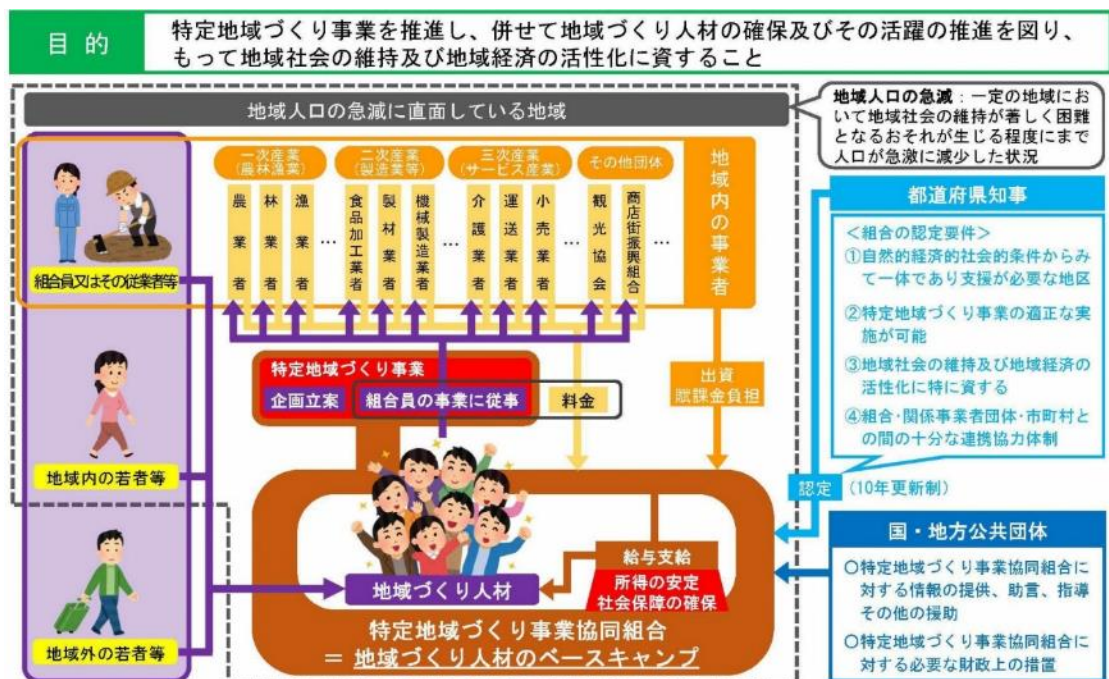 目的
特定地域づくり事業を推進し、併せて地域づくり人材の確保及びその活躍の推進を図り、
もって地域社会の維持及び地域経済の活性化に資すること
地域人口の急減に直面している地域
地域人口の急減：一定の地域にお
いて地域社会の維持が著しく困難
となるおそれが生じる程度にまで
人口が急激に減少した状況
一次産業
(農林漁業)
二次産業
(製造業等)
三次産業
(サービス産業)
その他団体
農業者
林業者
漁業者
…
食品加工業者
製材業者
機械製造業者
…
介護業者
運送業者
小売業者
…
観光協会
商店街振興組合
…
地域内の事業者
組合員又はその従業者等
地域内の若者等
地域外の若者等
特定地域づくり事業
企画立案
組合員の事業に従事
料金
出資
賦課金負担
地域づくり人材
給与支給
所得の安定
社会保障の確保
特定地域づくり事業協同組合
＝ 地域づくり人材のベースキャンプ
都道府県知事
＜組合の認定要件＞
①自然的経済的社会的条件からみ
て一体であり支援が必要な地区
②特定地域づくり事業の適正な実
施が可能
③地域社会の維持及び地域経済の
活性化に特に資する
④組合・関係事業者団体・市町村と
の間の十分な連携協力体制
認定
(10年更新制)
国・地方公共団体
○特定地域づくり事業協同組合に
対する情報の提供、助言、指導
その他の援助
○特定地域づくり事業協同組合に
対する必要な財政上の措置